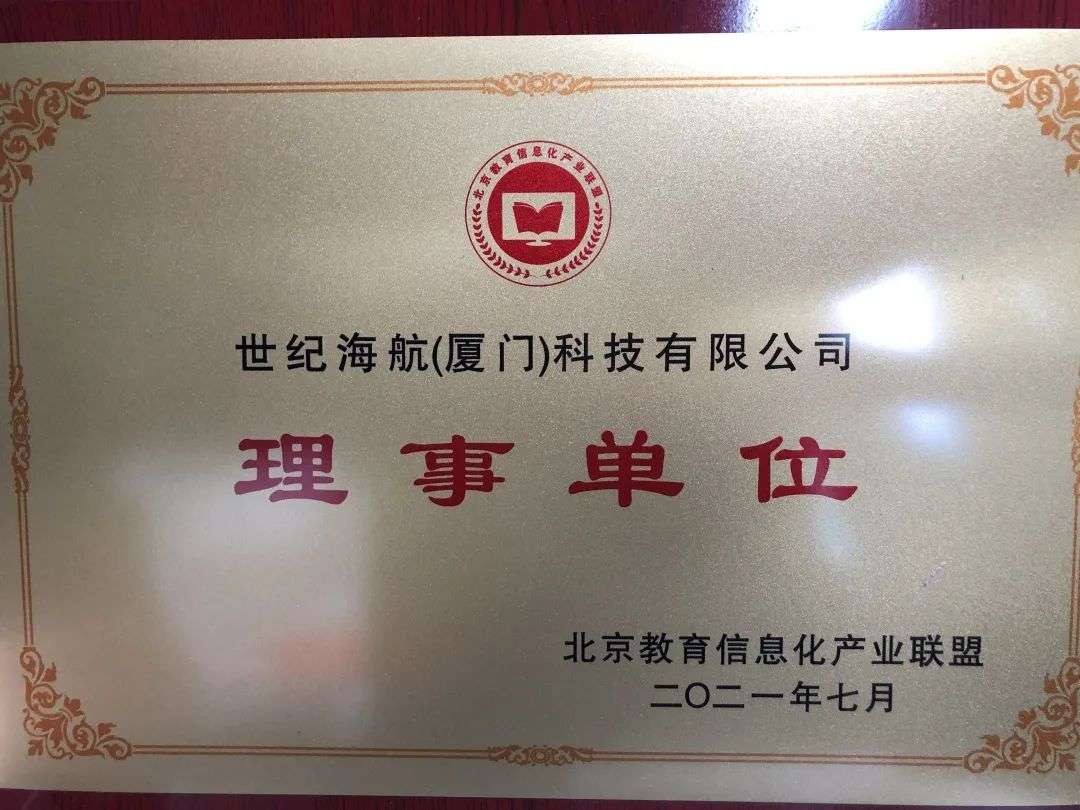 北京教育信息化产业联盟
世纪海航(厦门)科技有限公司
理事单位
北京教育信息化产业联盟
二〇二一年七月